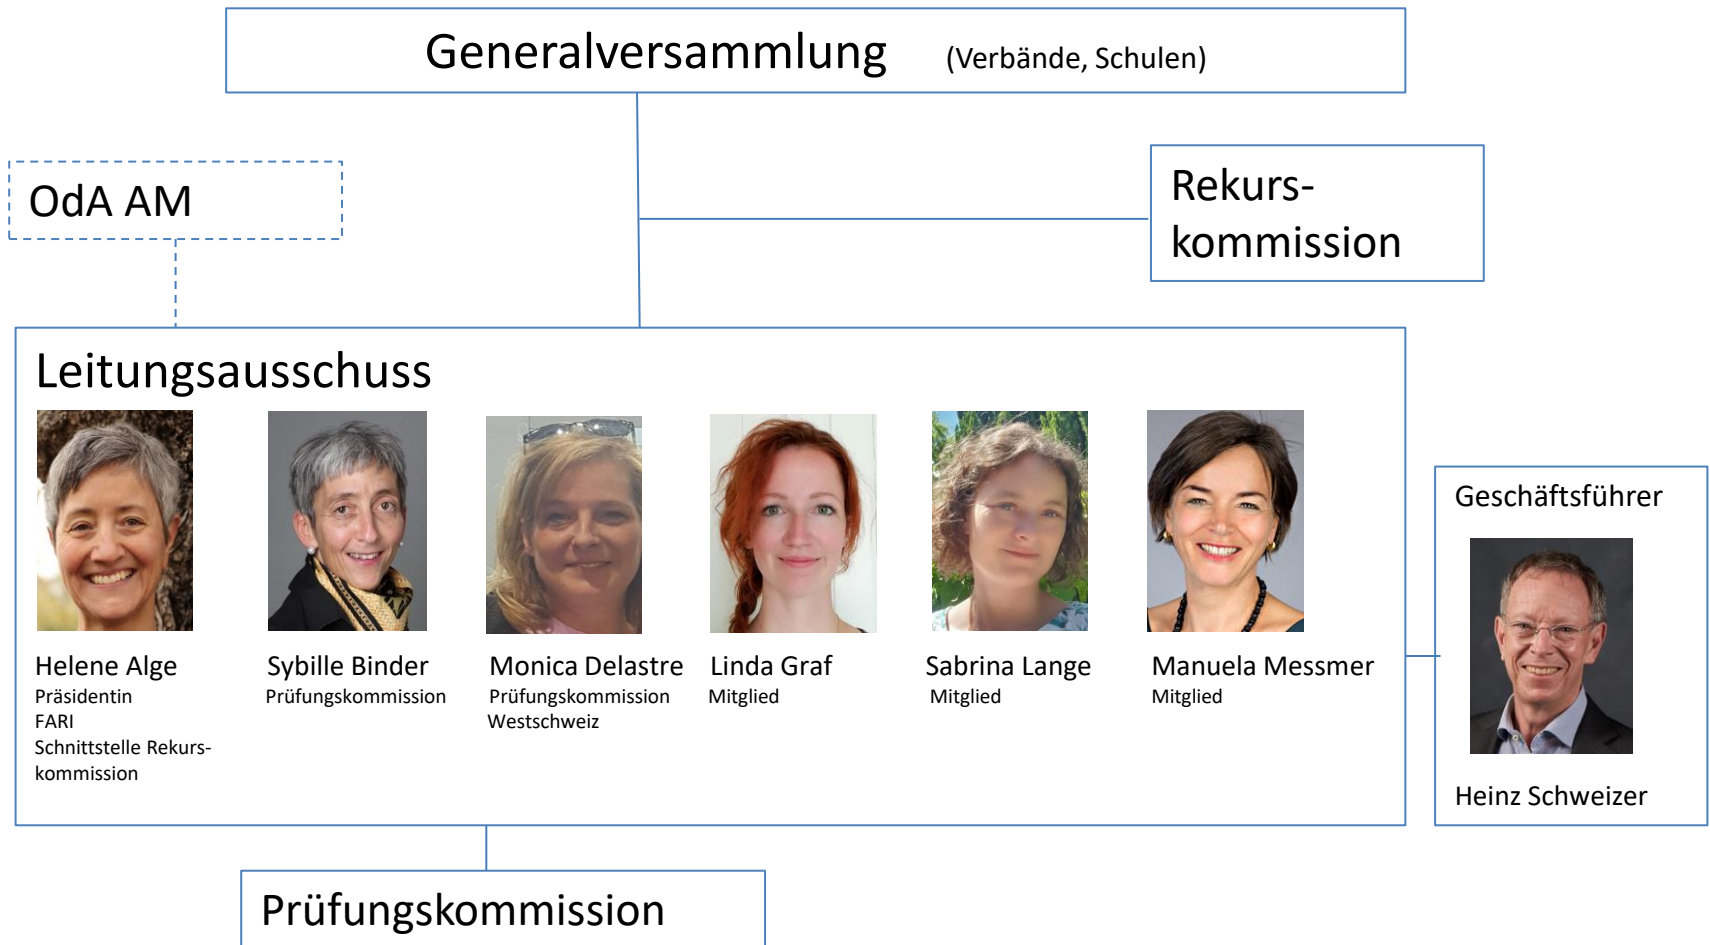 Generalversammlung (Verbände, Schulen)
OdA AM
Rekurs-
kommission
Leitungsausschuss
Helene Alge
Präsidentin
FARI
Schnittstelle Rekurs-
kommission
Sybille Binder
Prüfungskommission
Monica Delastre
Prüfungskommission
Westschweiz
Linda Graf
Mitglied
Sabrina Lange
Mitglied
Manuela Messmer
Mitglied
Geschäftsführer
Heinz Schweizer
Prüfungskommission